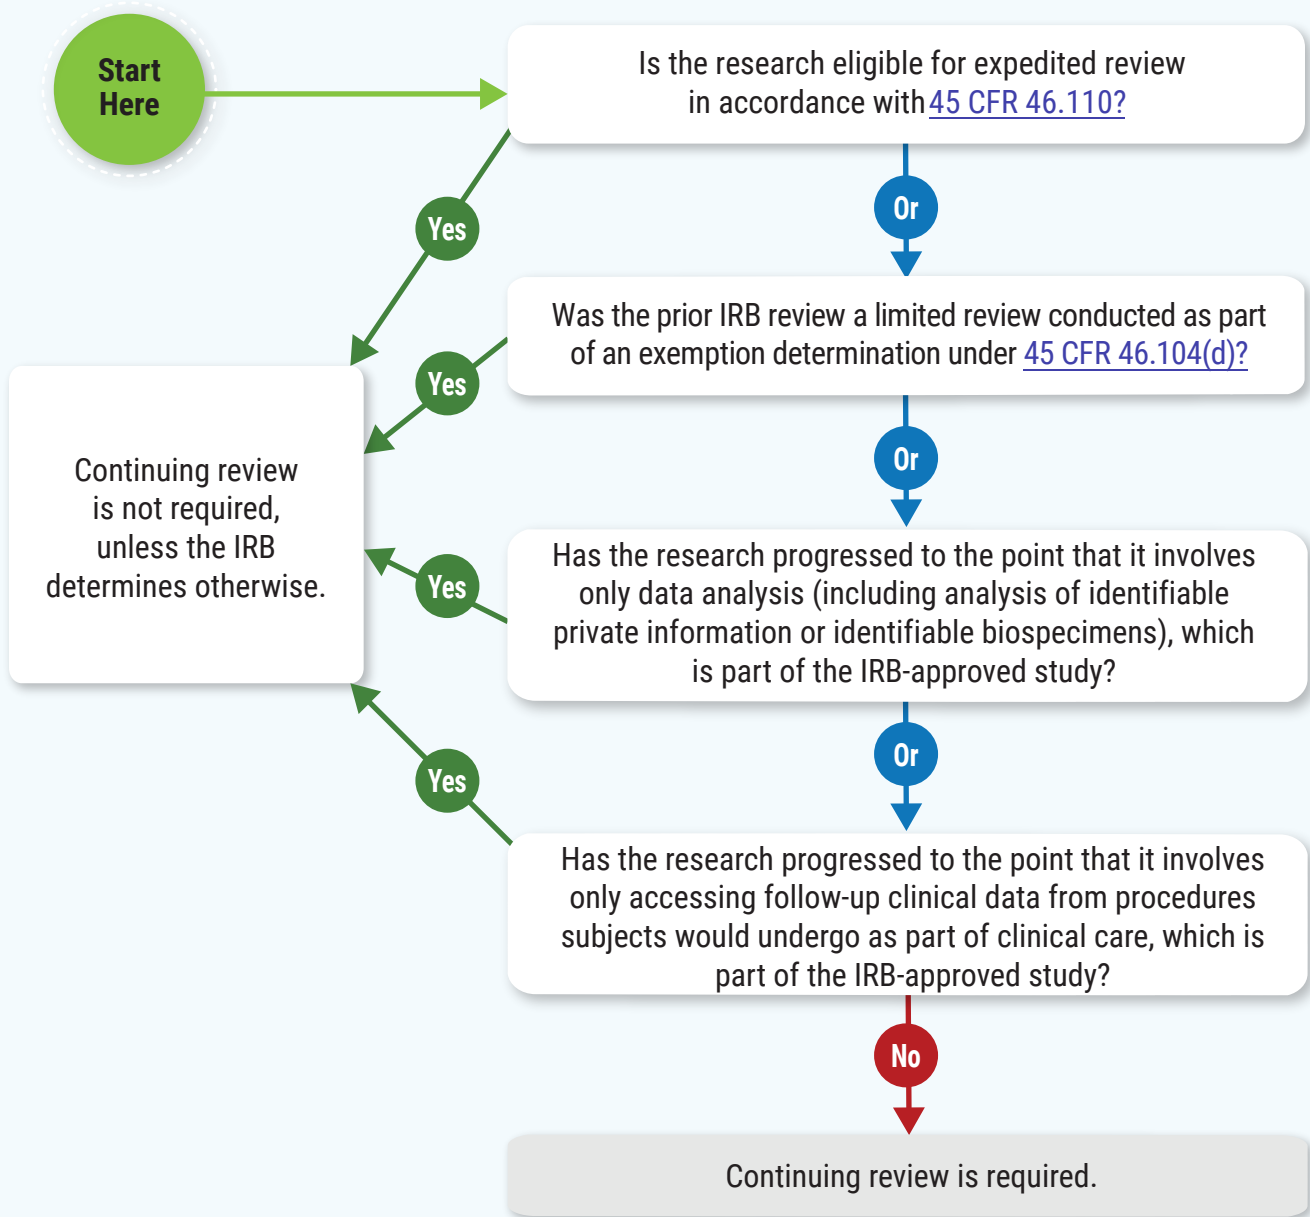 Start
Here
Is the research eligible for expedited review
in accordance with 45 CFR 46.110?
Yes
Or
Was the prior IRB review a limited review conducted as part
of an exemption determination under 45 CFR 46.104(d)?
Yes
Or
Continuing review
is not required,
unless the IRB
determines otherwise.
Has the research progressed to the point that it involves
only data analysis (including analysis of identifiable
private information or identifiable biospecimens), which
is part of the IRB-approved study?
Yes
Or
Yes
Has the research progressed to the point that it involves
only accessing follow-up clinical data from procedures
subjects would undergo as part of clinical care, which is
part of the IRB-approved study?
No
Continuing review is required.